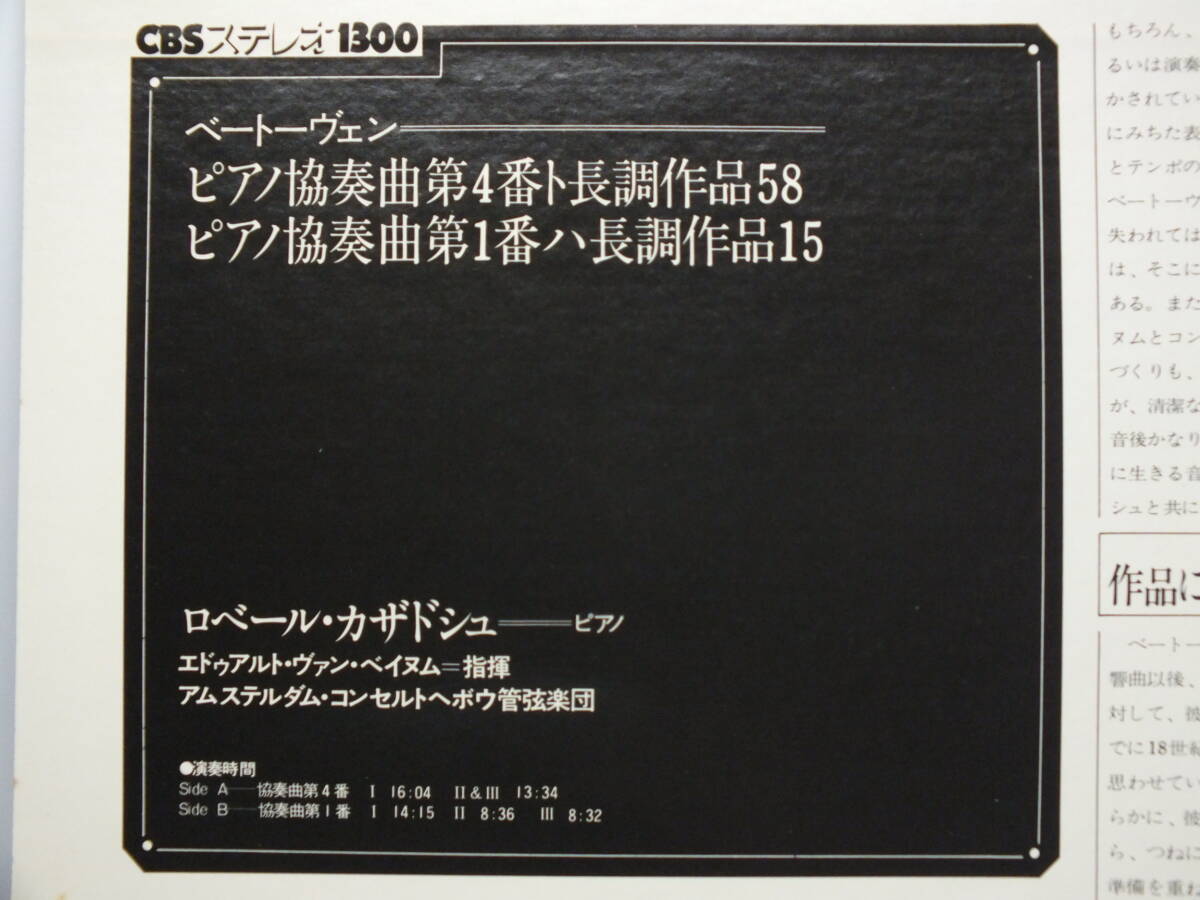 CBSステレオ1300
ベートーヴェン
ピアノ協奏曲第4番ト長調作品58
ピアノ協奏曲第1番ハ長調作品15
ロベール・カザドシュ——ピアノ
エドゥアルト・ヴァン・ベイヌム=指揮
アムステルダム・コンセルトヘボウ管弦楽団
●演奏時間
Side A—協奏曲第4番 I 16:04 II & III 13:34
Side B—協奏曲第1番 I 14:15 II 8:36 III 8:32
もちろん、
るいは演奏
かされてい
にみちた表
とテンポの
ベートーヴ
失われては
は、そこに
ある。また
ヌムとコン
づくりも、
が、清潔な
音後かなり
に生きる音
シュと共に
作品に
ベートー
響曲以後、
対して、彼
でに18世紀
思わせてい
らかに、彼
ら、つねに
準備を重ね